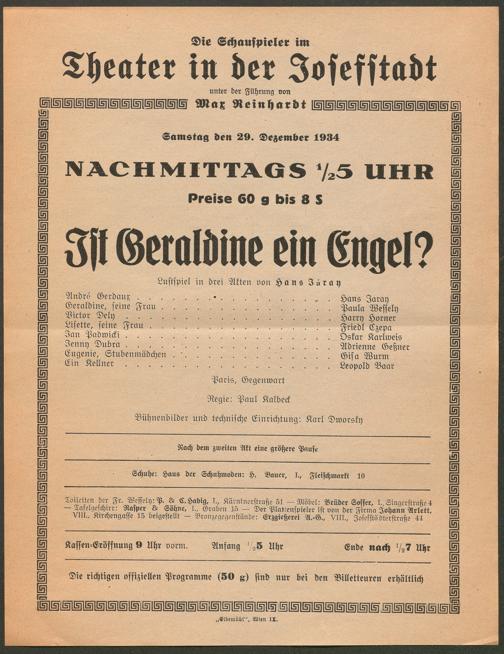 Die Schauspieler im
Theater in der Josefstadt
unter der Führung von
Max Reinhardt
Samstag den 29. Dezember 1934
NACHMITTAGS ½5 UHR
Preise 60 g bis 8 S
Ist Geraldine ein Engel?
Lustspiel in drei Akten von Hans Jaray
André Gerdaux . . . . . . . . . . . . . . . Hans Jaray
Geraldine, seine Frau . . . . . . . . . . . . . . . Paula Wessely
Victor Dely . . . . . . . . . . . . . . . Harry Horner
Lisette, seine Frau . . . . . . . . . . . . . . . Friedl Czepa
Jan Padwicki . . . . . . . . . . . . . . . Oskar Karlweis
Jenny Dubra . . . . . . . . . . . . . . . Adrienne Geßner
Eugenie, Stubenmädchen . . . . . . . . . . . . . . . Gisa Wurm
Ein Kellner . . . . . . . . . . . . . . . Leopold Baar
Paris, Gegenwart
Regie: Paul Kalbeck
Bühnenbilder und technische Einrichtung: Karl Dworsky
Nach dem zweiten Akt eine größere Pause
Schuhe: Haus der Schuhmoden: H. Bauer, I., Fleischmarkt 10
Toiletten der Fr. Wessely: P. & C. Habig, I., Kärntnerstraße 51 — Möbel: Brüder Soffer, I., Singerstraße 4
— Tafelgeschirr: Rasper & Söhne, I., Graben 15 — Der Plattenspieler ist von der Firma Johann Arlett,
VIII., Kirchengasse 15 beigestellt — Bronzegegenstände: Erzgießerei A.-G., VIII., Josefstädterstraße 44
Kassen-Eröffnung 9 Uhr vorm. Anfang ½5 Uhr Ende nach ½7 Uhr
Die richtigen offiziellen Programme (50 g) sind nur bei den Billetteuren erhältlich
„Elbemühl", Wien IX.